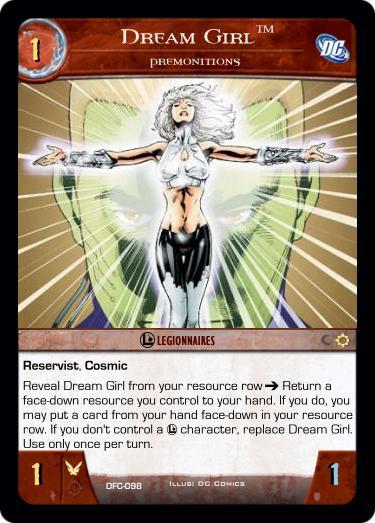 1
DREAM GIRL™
PREMONITIONS
DC
LEGIONNAIRES
Reservist, Cosmic
Reveal Dream Girl from your resource row ➔ Return a
face-down resource you control to your hand. If you do, you
may put a card from your hand face-down in your resource
row. If you don't control a L character, replace Dream Girl.
Use only once per turn.
1
DFC-098
ILLUS: DC COMICS
1